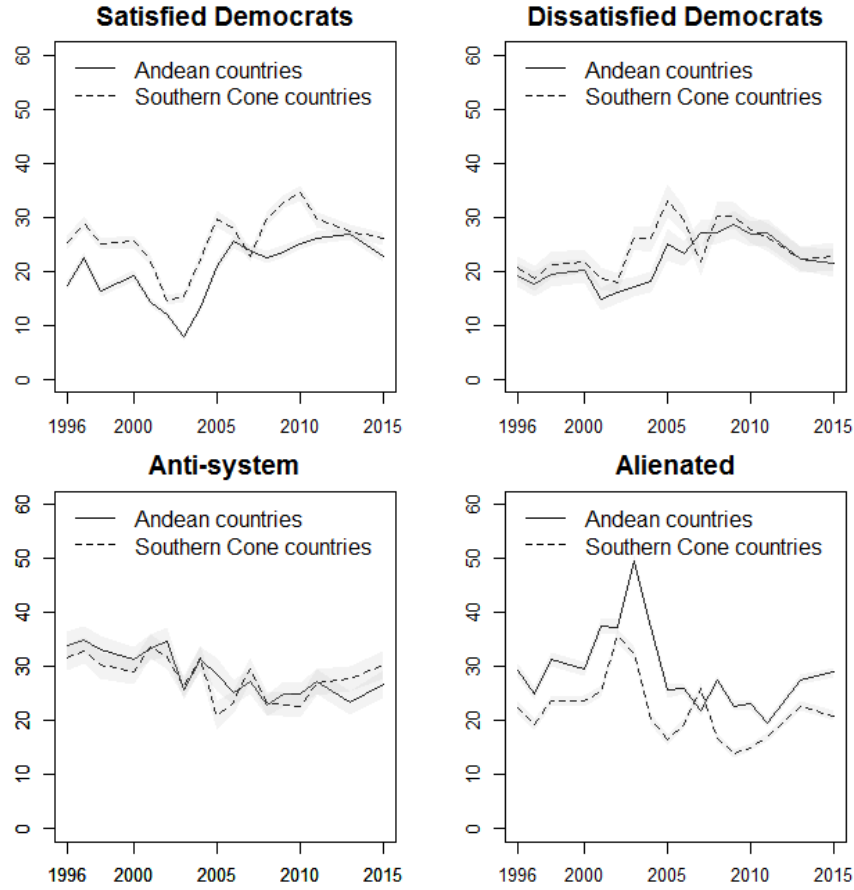 Satisfied Democrats
Andean countries
Southern Cone countries
60
50
40
30
20
10
0
1996 2000 2005 2010 2015
Dissatisfied Democrats
Andean countries
Southern Cone countries
60
50
40
30
20
10
0
1996 2000 2005 2010 2015
Anti-system
Andean countries
Southern Cone countries
60
50
40
30
20
10
0
1996 2000 2005 2010 2015
Alienated
Andean countries
Southern Cone countries
60
50
40
30
20
10
0
1996 2000 2005 2010 2015